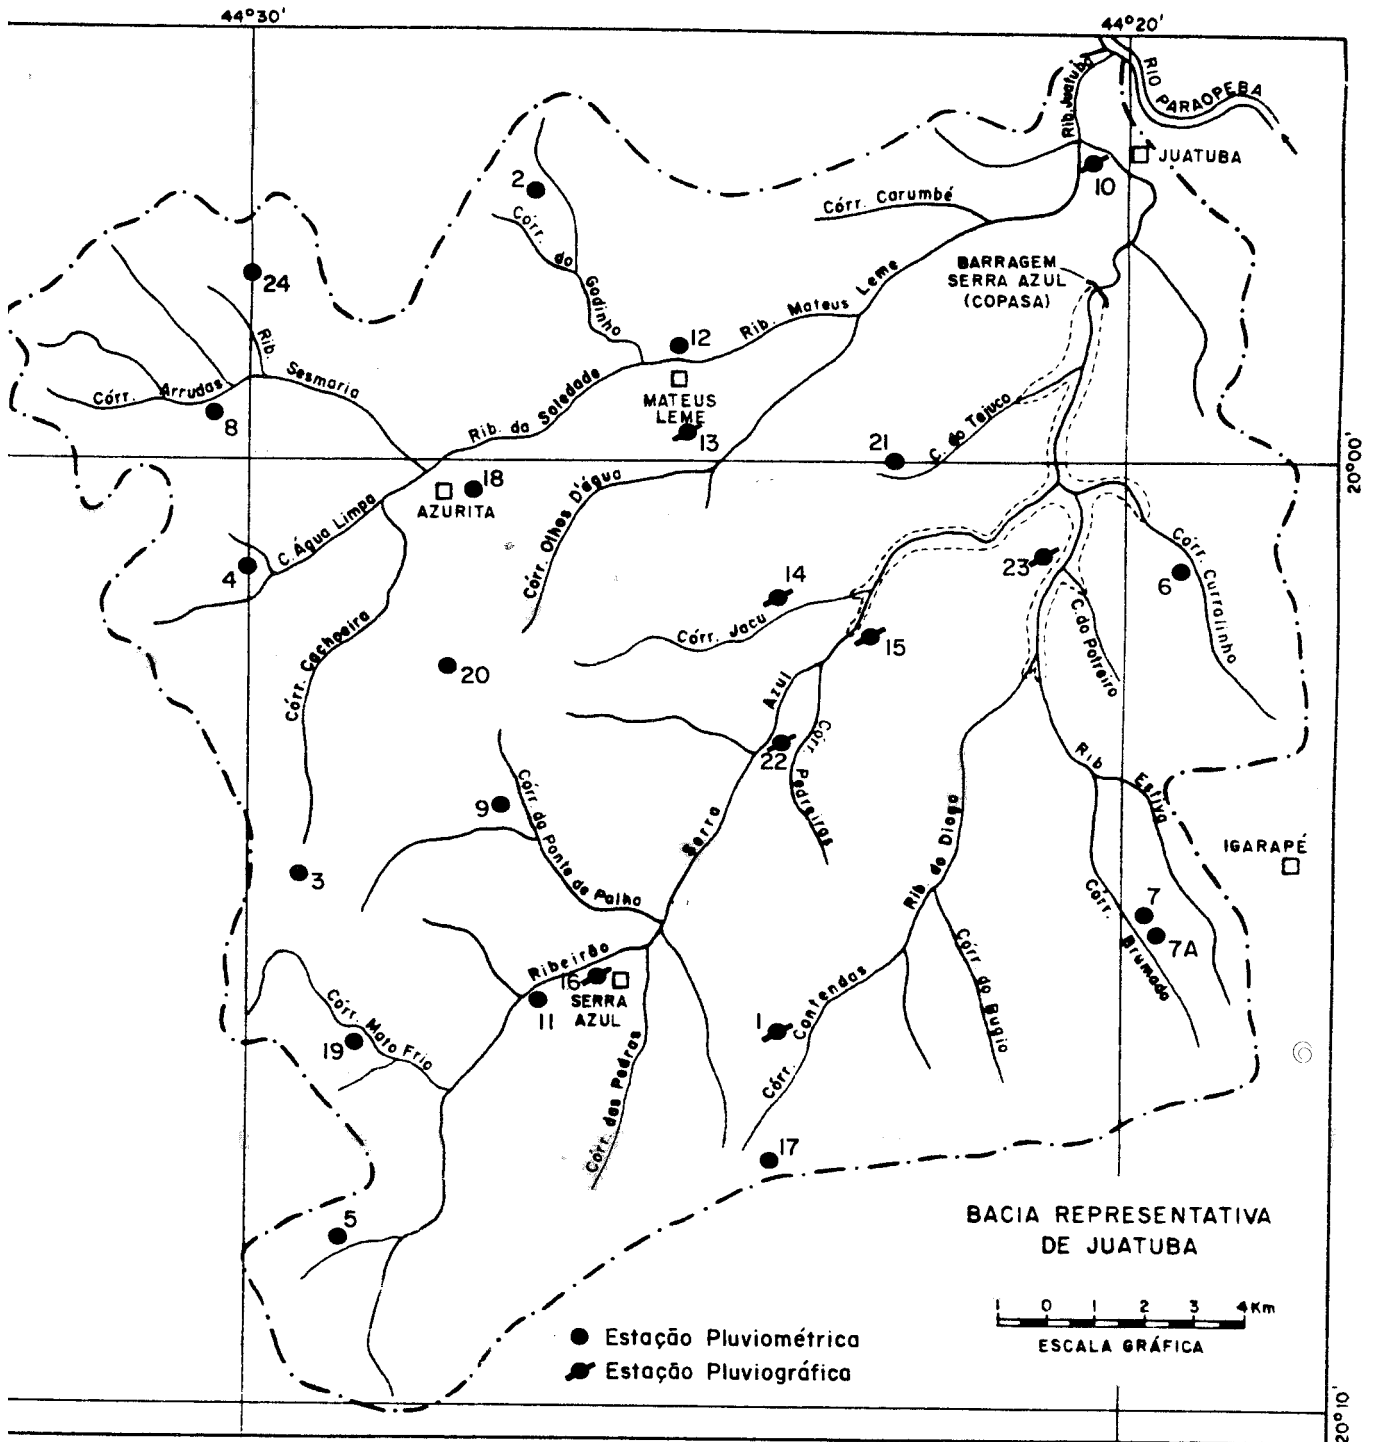 44°30'
44°20'
RIO
PARAOPEBA
Rib. Juatuba
JUATUBA
10
2
Córr. Carumbé
Córr. do Godinho
24
BARRAGEM
SERRA AZUL
(COPASA)
Rib. Mateus Leme
12
Rib. Sesmaria
Córr. Arrudas
8
MATEUS
LEME
13
Rib. da Saledade
C. do Tejuco
21
20°00'
18
AZURITA
C. Água Limpa
Córr. Olhos D'água
4
14
23
6
Córr. Curralinho
Córr. Jacu
15
C. do Potreiro
Córr. Cachoeira
20
Azul
22
Córr. Pedreiras
Rib Estiva
9
Córr. da Ponte de Palha
Serra
Rib. do Diogo
IGARAPÉ
3
7
7A
Córr. Brumado
Ribeirão
16
SERRA
AZUL
11
Córr. Mato Frio
19
1
Córr. Contendas
Córr do Bugio
Córr. das Pedras
17
5
BACIA REPRESENTATIVA
DE JUATUBA
1 0 1 2 3 4 Km
ESCALA GRÁFICA
Estação Pluviométrica
Estação Pluviográfica
20°10'